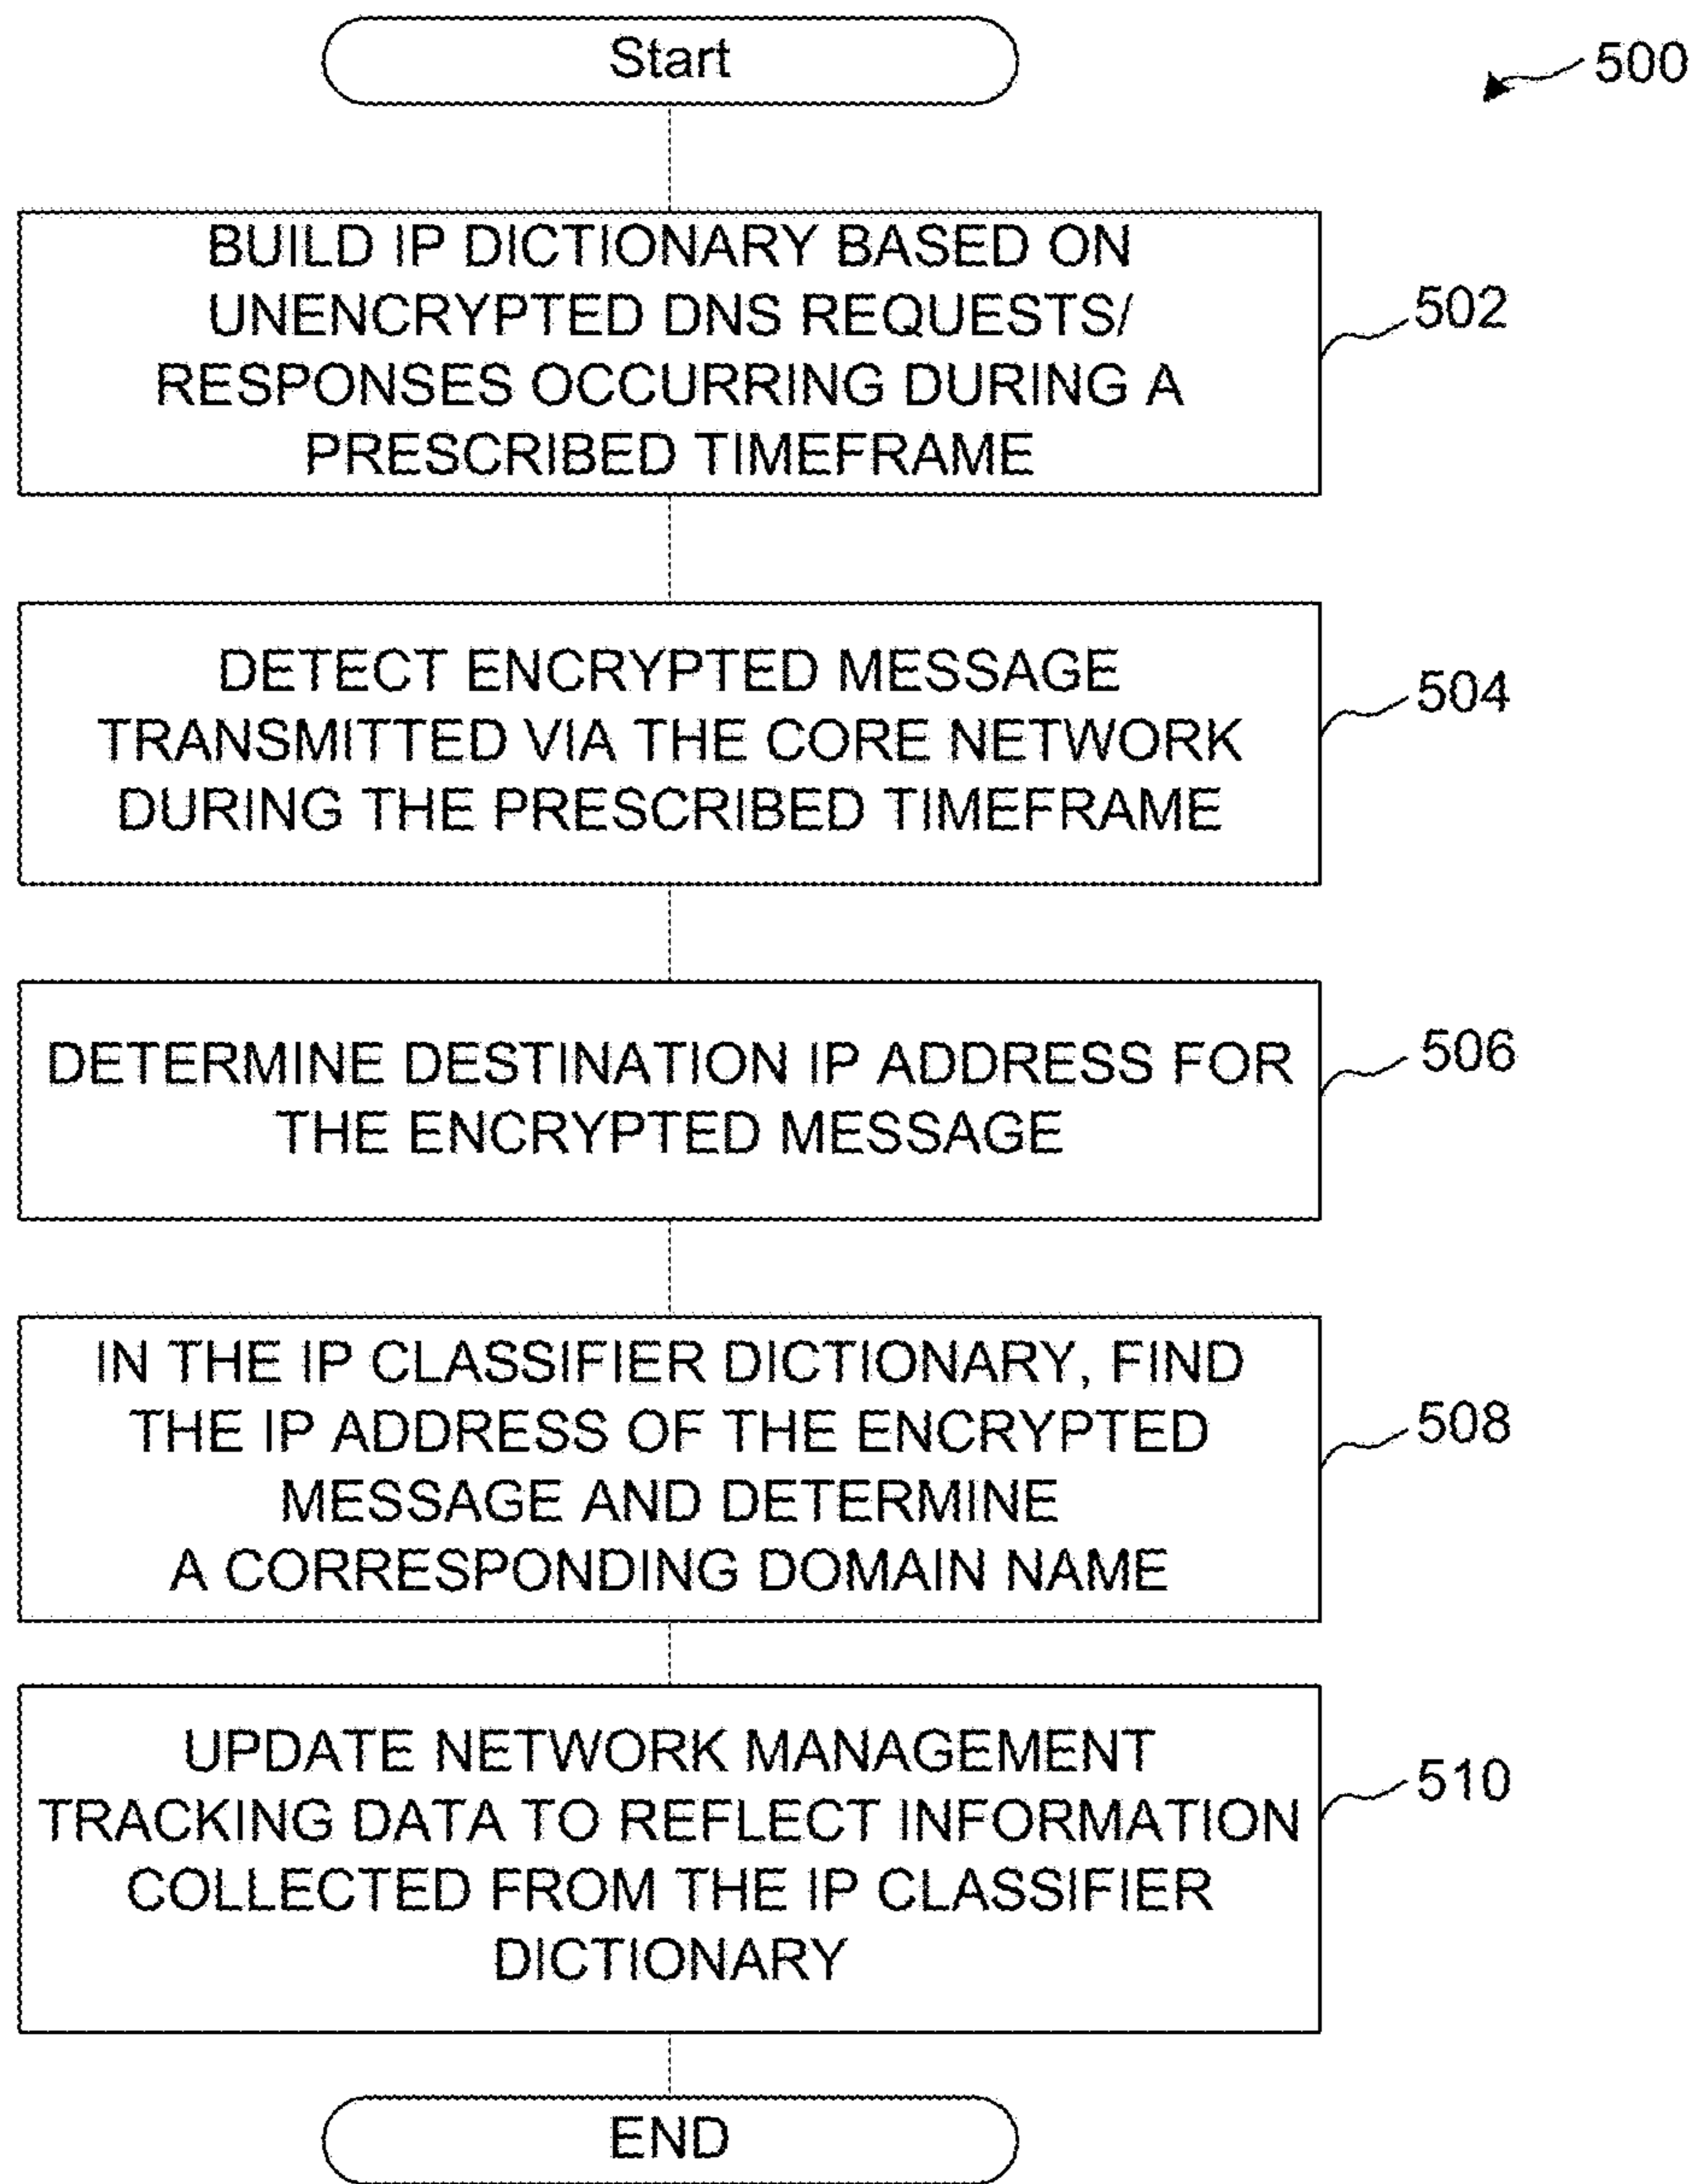 Start
500
BUILD IP DICTIONARY BASED ON
UNENCRYPTED DNS REQUESTS/
RESPONSES OCCURRING DURING A
PRESCRIBED TIMEFRAME
502
DETECT ENCRYPTED MESSAGE
TRANSMITTED VIA THE CORE NETWORK
DURING THE PRESCRIBED TIMEFRAME
504
DETERMINE DESTINATION IP ADDRESS FOR
THE ENCRYPTED MESSAGE
506
IN THE IP CLASSIFIER DICTIONARY, FIND
THE IP ADDRESS OF THE ENCRYPTED
MESSAGE AND DETERMINE
A CORRESPONDING DOMAIN NAME
508
UPDATE NETWORK MANAGEMENT
TRACKING DATA TO REFLECT INFORMATION
COLLECTED FROM THE IP CLASSIFIER
DICTIONARY
510
END